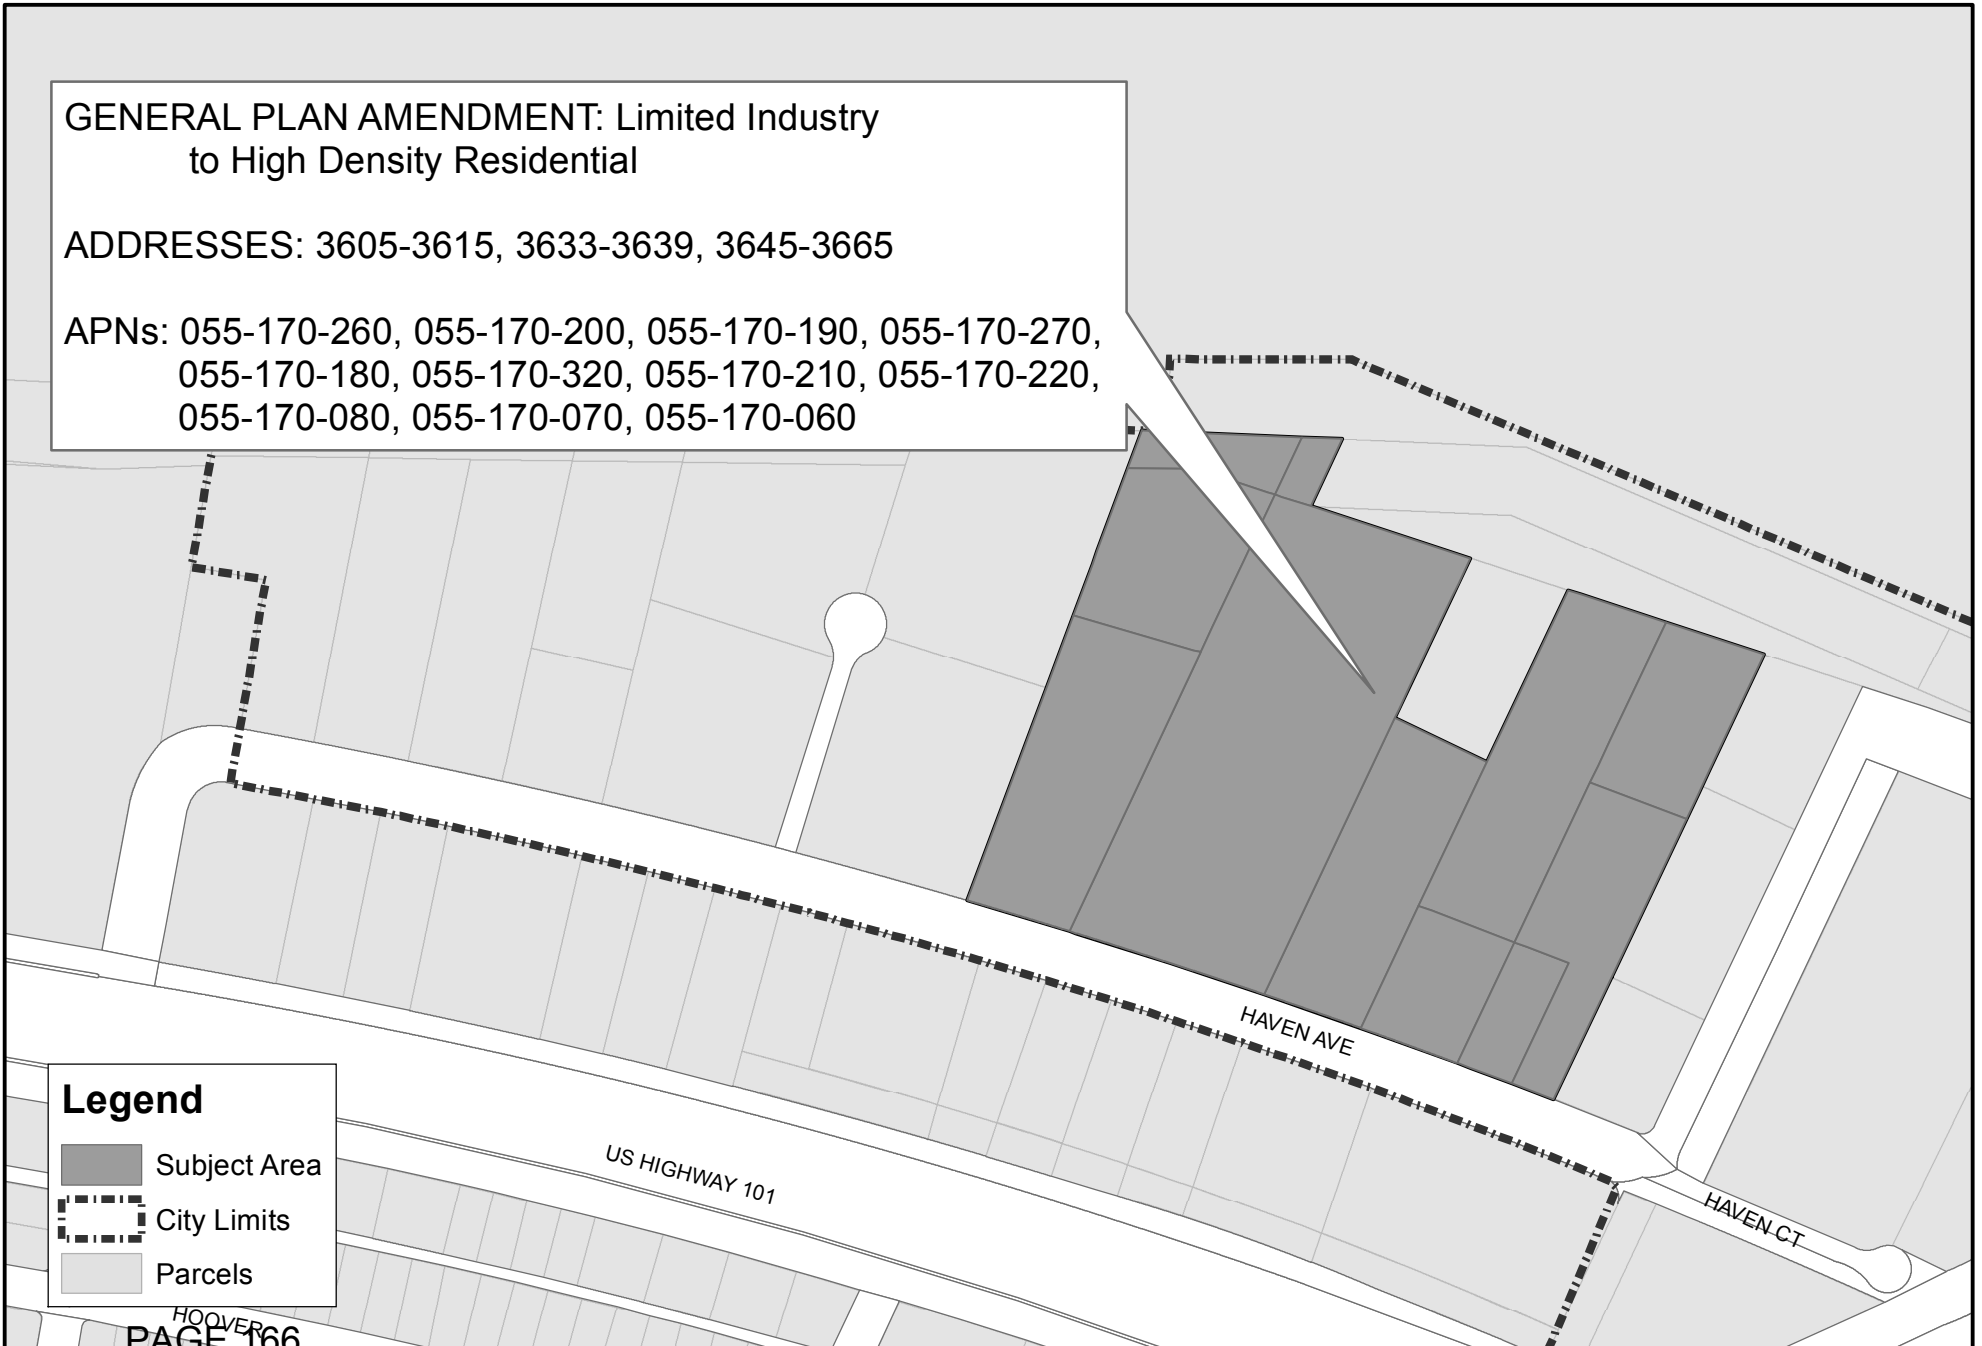 GENERAL PLAN AMENDMENT: Limited Industry
to High Density Residential
ADDRESSES: 3605-3615, 3633-3639, 3645-3665
APNs: 055-170-260, 055-170-200, 055-170-190, 055-170-270,
055-170-180, 055-170-320, 055-170-210, 055-170-220,
055-170-080, 055-170-070, 055-170-060
HAVEN AVE
US HIGHWAY 101
HAVEN CT
Legend
Subject Area
City Limits
Parcels
HOOVER
PAGE 166